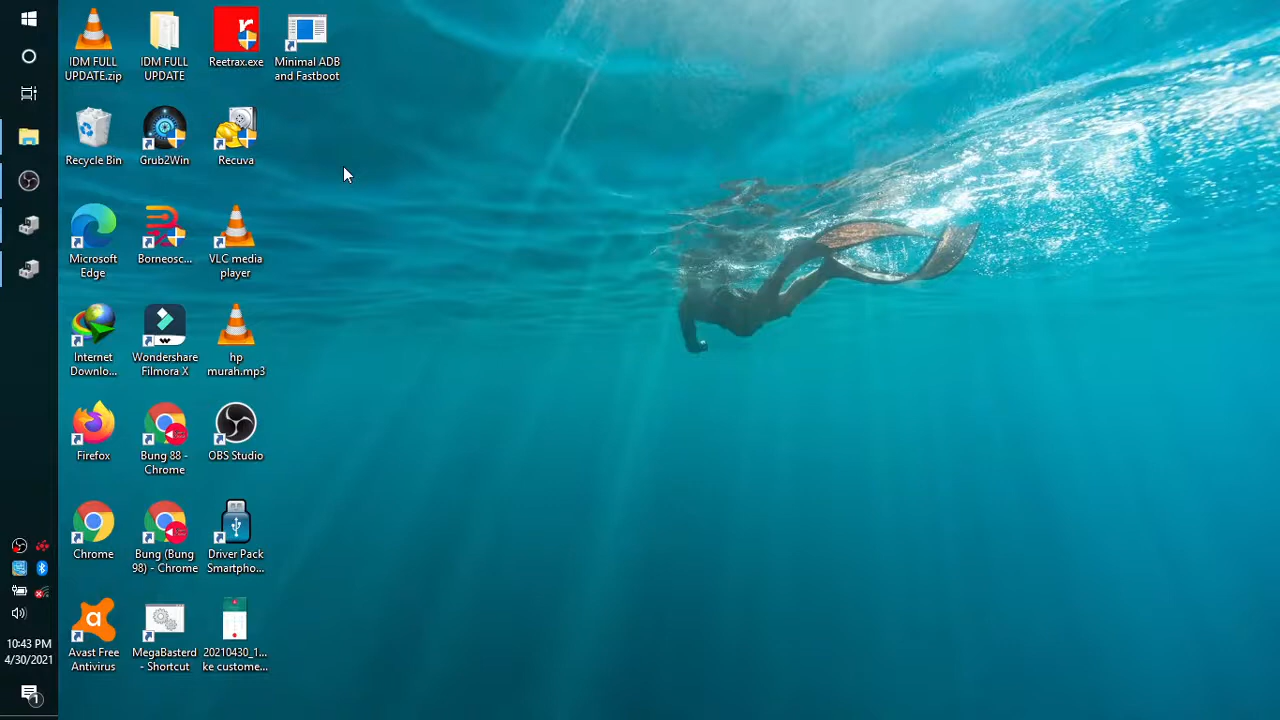 IDM FULL
UPDATE.zip
IDM FULL
UPDATE
Reetrax.exe
Minimal ADB
and Fastboot
Recycle Bin
Grub2Win
Recuva
Microsoft
Edge
Borneosc...
VLC media
player
Internet
Downlo...
Wondershare
Filmora X
hp
murah.mp3
Firefox
Bung 88 -
Chrome
OBS Studio
Chrome
Bung (Bung
98) - Chrome
Driver Pack
Smartpho...
Avast Free
Antivirus
MegaBasterd
- Shortcut
20210430_1...
ke custome...
10:43 PM
4/30/2021
1